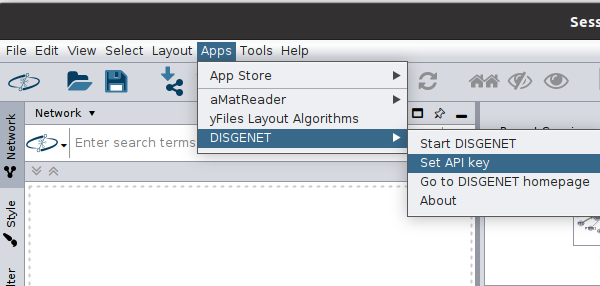 Sess
File Edit View Select Layout Apps Tools Help
App Store
aMatReader
yFiles Layout Algorithms
DISGENET
Start DISGENET
Set API key
Go to DISGENET homepage
About
Network
Enter search terms
Network
Style